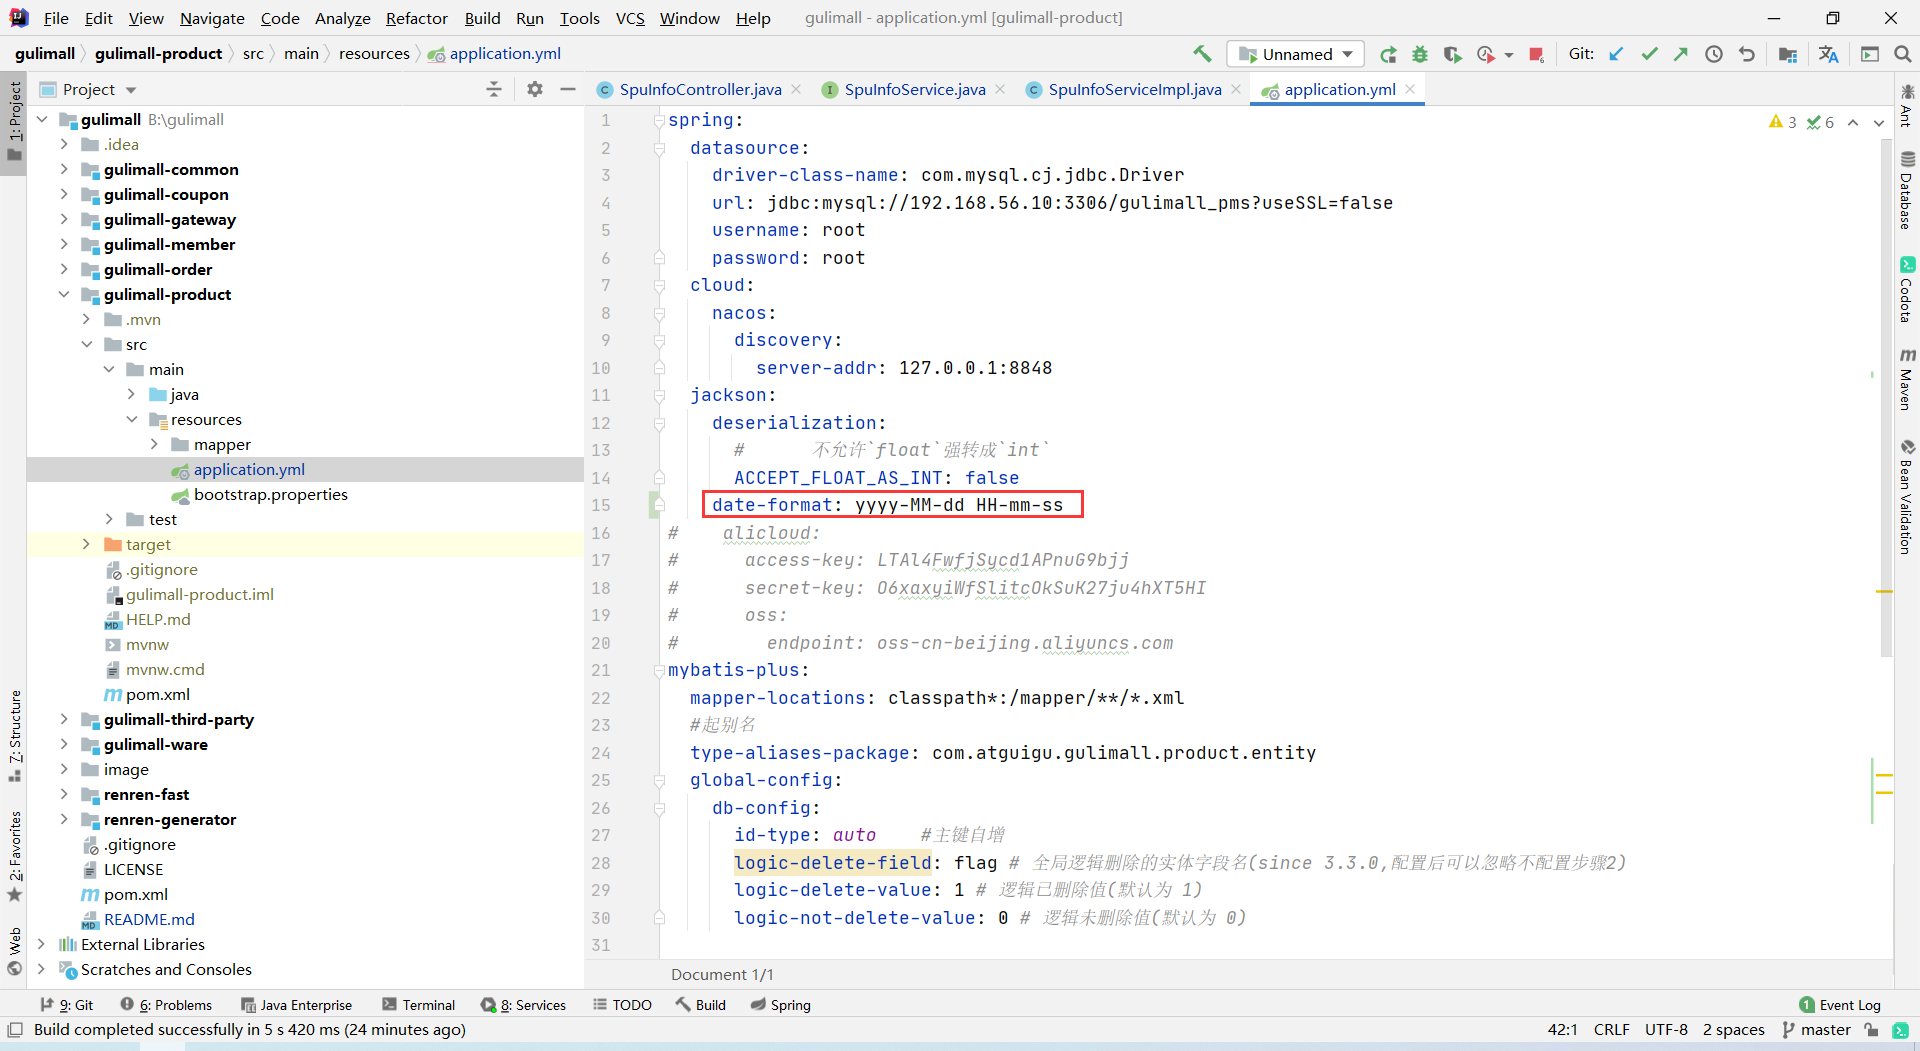 File Edit View Navigate Code Analyze Refactor Build Run Tools VCS Window Help gulimall - application.yml [gulimall-product]
gulimall gulimall-product src main resources application.yml Unnamed Git:
Project SpuInfoController.java SpuInfoService.java SpuInfoServiceImpl.java application.yml
gulimall B:\gulimall
.idea
gulimall-common
gulimall-coupon
gulimall-gateway
gulimall-member
gulimall-order
gulimall-product
.mvn
src
main
java
resources
mapper
application.yml
bootstrap.properties
test
target
.gitignore
gulimall-product.iml
HELP.md
mvnw
mvnw.cmd
pom.xml
gulimall-third-party
gulimall-ware
image
renren-fast
renren-generator
.gitignore
LICENSE
pom.xml
README.md
External Libraries
Scratches and Consoles
1: Project
7: Structure
2: Favorites
Web
3 6
1 spring:
2 datasource:
3 driver-class-name: com.mysql.cj.jdbc.Driver
4 url: jdbc:mysql://192.168.56.10:3306/gulimall_pms?useSSL=false
5 username: root
6 password: root
7 cloud:
8 nacos:
9 discovery:
10 server-addr: 127.0.0.1:8848
11 jackson:
12 deserialization:
13 # 不允许`float`强转成`int`
14 ACCEPT_FLOAT_AS_INT: false
15 date-format: yyyy-MM-dd HH-mm-ss
16 # alicloud:
17 # access-key: LTAl4FwfjSycd1APnuG9bjj
18 # secret-key: O6xaxyiWfSlitcOkSuK27ju4hXT5HI
19 # oss:
20 # endpoint: oss-cn-beijing.aliyuncs.com
21 mybatis-plus:
22 mapper-locations: classpath*:/mapper/**/*.xml
23 #起别名
24 type-aliases-package: com.atguigu.gulimall.product.entity
25 global-config:
26 db-config:
27 id-type: auto #主键自增
28 logic-delete-field: flag # 全局逻辑删除的实体字段名(since 3.3.0,配置后可以忽略不配置步骤2)
29 logic-delete-value: 1 # 逻辑已删除值(默认为 1)
30 logic-not-delete-value: 0 # 逻辑未删除值(默认为 0)
31
Document 1/1
Ant
Database
Codota
Maven
Bean Validation
9: Git 6: Problems Java Enterprise Terminal 8: Services TODO Build Spring 1 Event Log
Build completed successfully in 5 s 420 ms (24 minutes ago) 42:1 CRLF UTF-8 2 spaces master